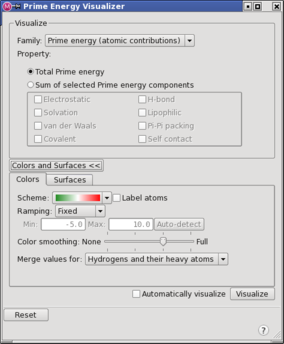 Prime Energy Visualizer
Visualize
Family: Prime energy (atomic contributions)
Property:
Total Prime energy
Sum of selected Prime energy components
Electrostatic H-bond
Solvation Lipophilic
van der Waals Pi-Pi packing
Covalent Self contact
Colors and Surfaces <<
Colors Surfaces
Scheme: Label atoms
Ramping: Fixed
Min: -5.0 Max: 10.0 Auto-detect
Color smoothing: None Full
Merge values for: Hydrogens and their heavy atoms
Automatically visualize Visualize
Reset
?